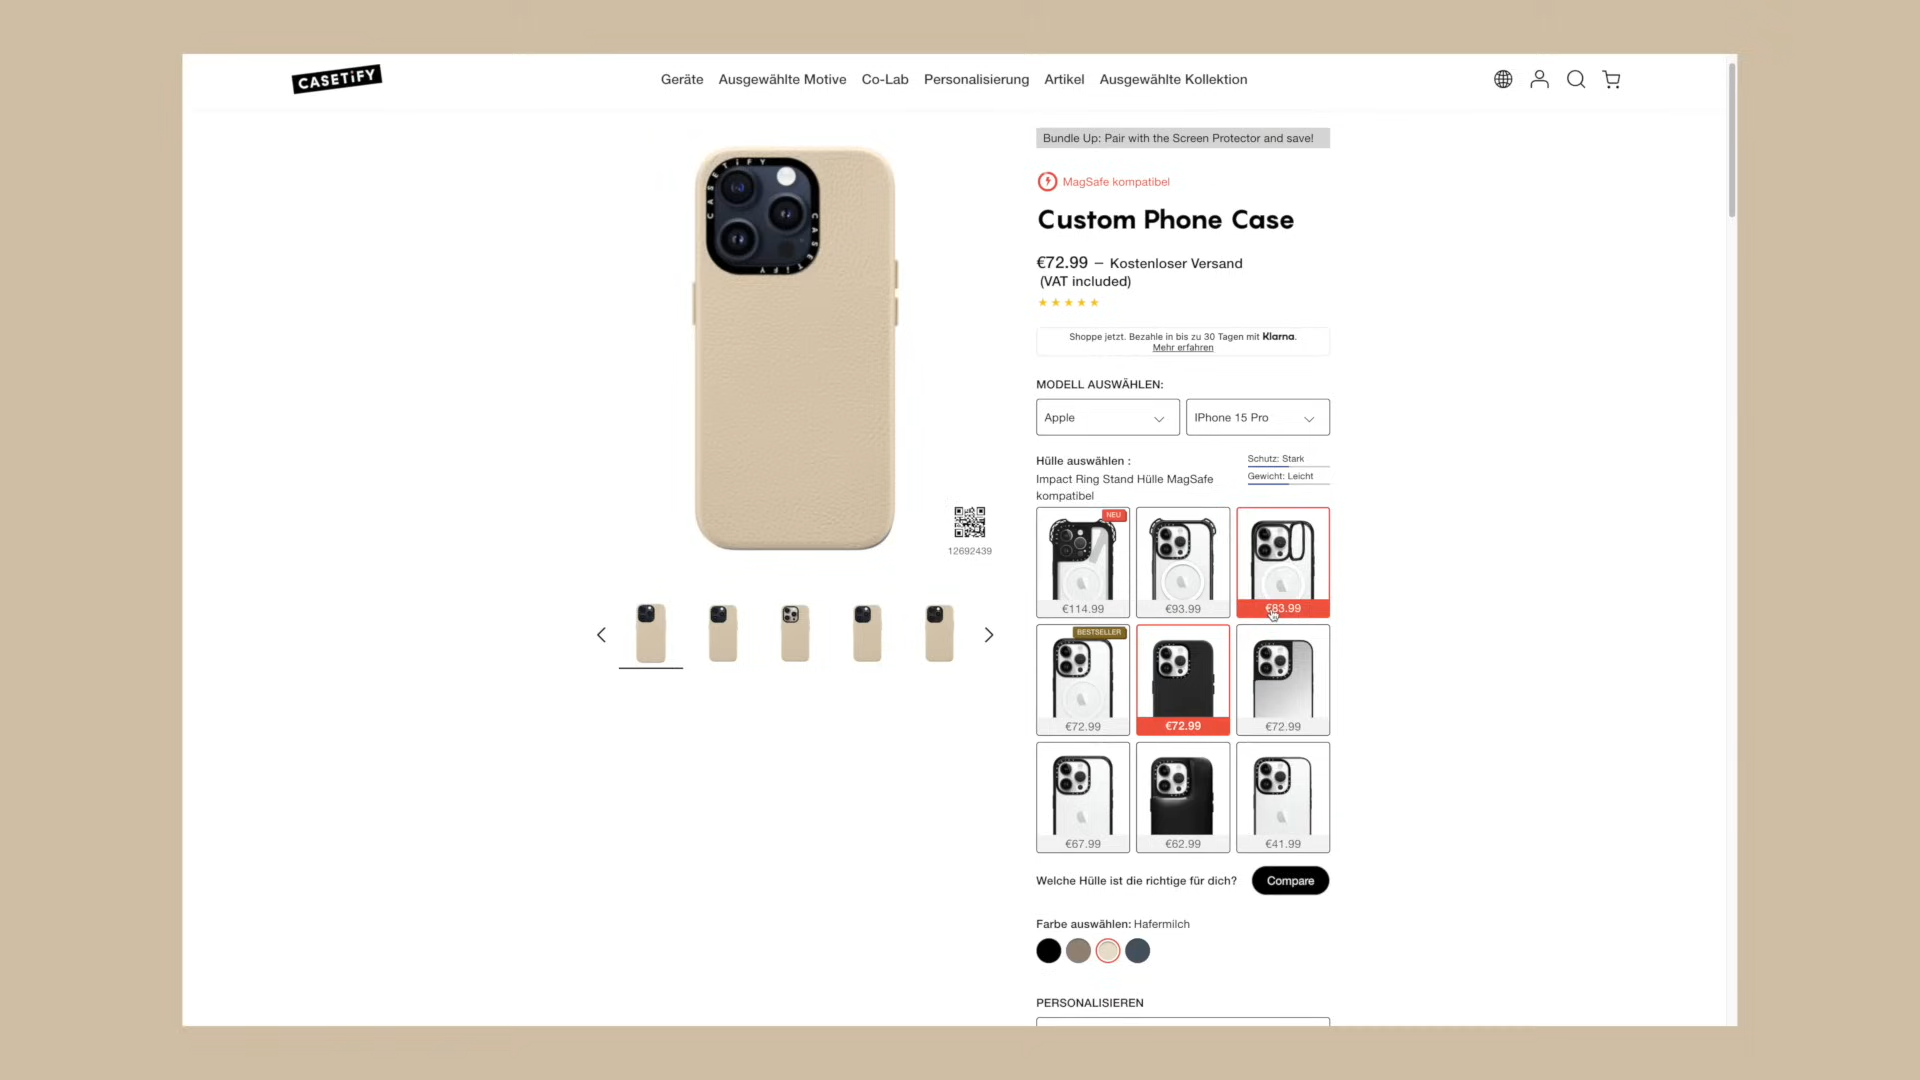 CASETiFY
Geräte Ausgewählte Motive Co-Lab Personalisierung Artikel Ausgewählte Kollektion
Bundle Up: Pair with the Screen Protector and save!
MagSafe kompatibel
Custom Phone Case
€72.99 – Kostenloser Versand
(VAT included)
Shoppe jetzt. Bezahle in bis zu 30 Tagen mit Klarna.
Mehr erfahren
MODELL AUSWÄHLEN:
Apple IPhone 15 Pro
Hülle auswählen :
Impact Ring Stand Hülle MagSafe
kompatibel
Schutz: Stark
Gewicht: Leicht
NEU
€114.99 €93.99 €83.99
BESTSELLER
€72.99 €72.99 €72.99
€67.99 €62.99 €41.99
Welche Hülle ist die richtige für dich? Compare
Farbe auswählen: Hafermilch
PERSONALISIEREN
CASETiFY
CASETiFY
12692439